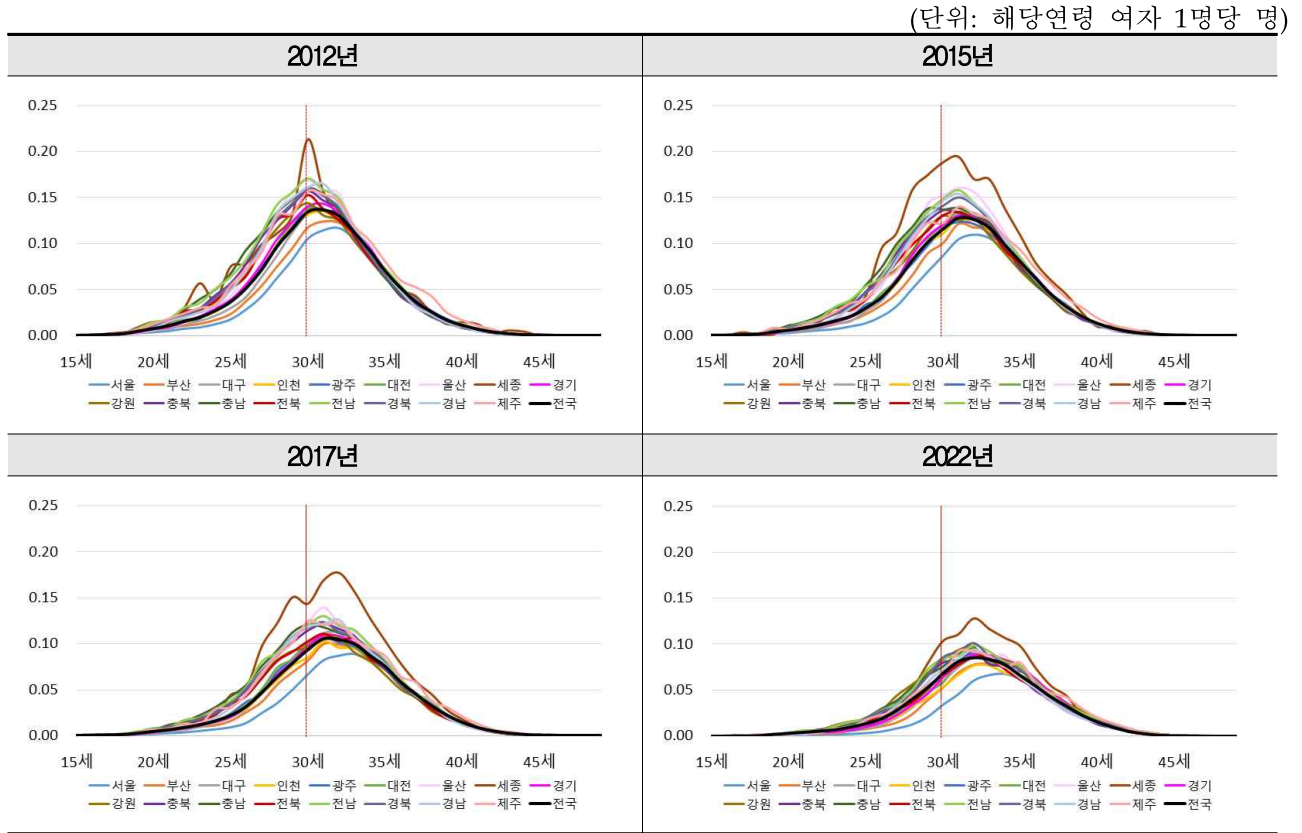 (단위: 해당연령 여자 1명당 명)
2012년
0.25
0.20
0.15
0.10
0.05
0.00
15세 20세 25세 30세 35세 40세 45세
서울 부산 대구 인천 광주 대전 울산 세종 경기
강원 충북 충남 전북 전남 경북 경남 제주 전국
2015년
0.25
0.20
0.15
0.10
0.05
0.00
15세 20세 25세 30세 35세 40세 45세
서울 부산 대구 인천 광주 대전 울산 세종 경기
강원 충북 충남 전북 전남 경북 경남 제주 전국
2017년
0.25
0.20
0.15
0.10
0.05
0.00
15세 20세 25세 30세 35세 40세 45세
서울 부산 대구 인천 광주 대전 울산 세종 경기
강원 충북 충남 전북 전남 경북 경남 제주 전국
2022년
0.25
0.20
0.15
0.10
0.05
0.00
15세 20세 25세 30세 35세 40세 45세
서울 부산 대구 인천 광주 대전 울산 세종 경기
강원 충북 충남 전북 전남 경북 경남 제주 전국